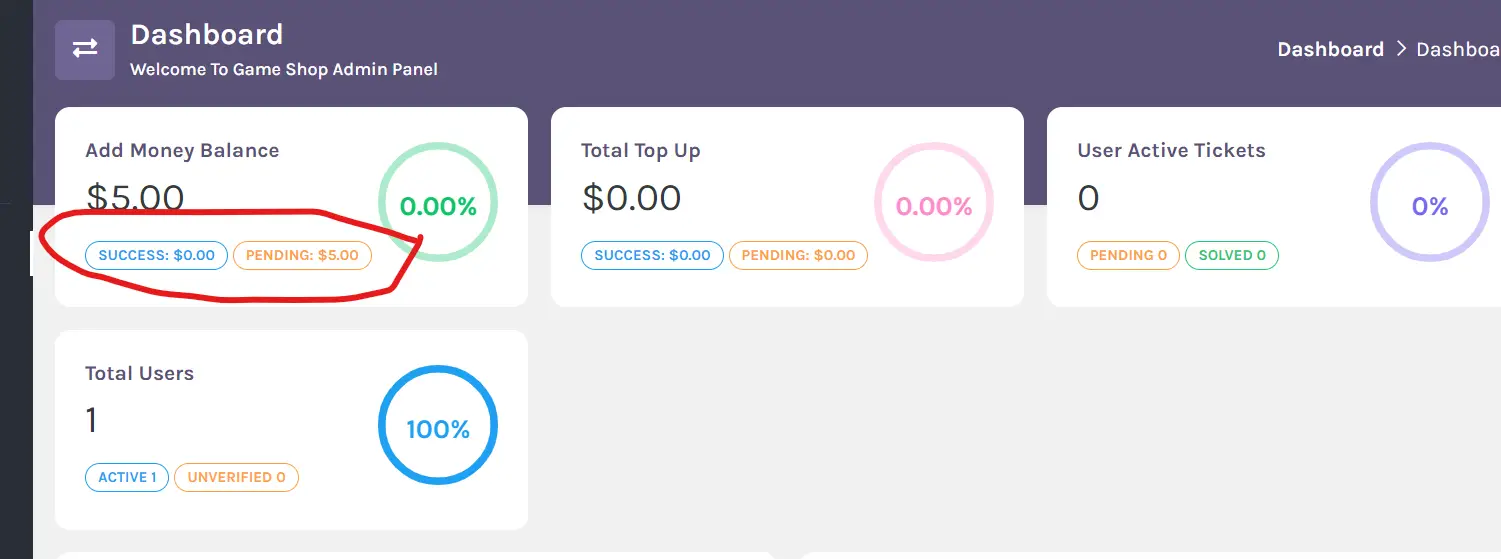 Dashboard
Welcome To Game Shop Admin Panel
Dashboard > Dashboa
Add Money Balance
$5.00
0.00%
SUCCESS: $0.00 PENDING: $5.00
Total Top Up
$0.00
0.00%
SUCCESS: $0.00 PENDING: $0.00
User Active Tickets
0
0%
PENDING 0 SOLVED 0
Total Users
1
100%
ACTIVE 1 UNVERIFIED 0